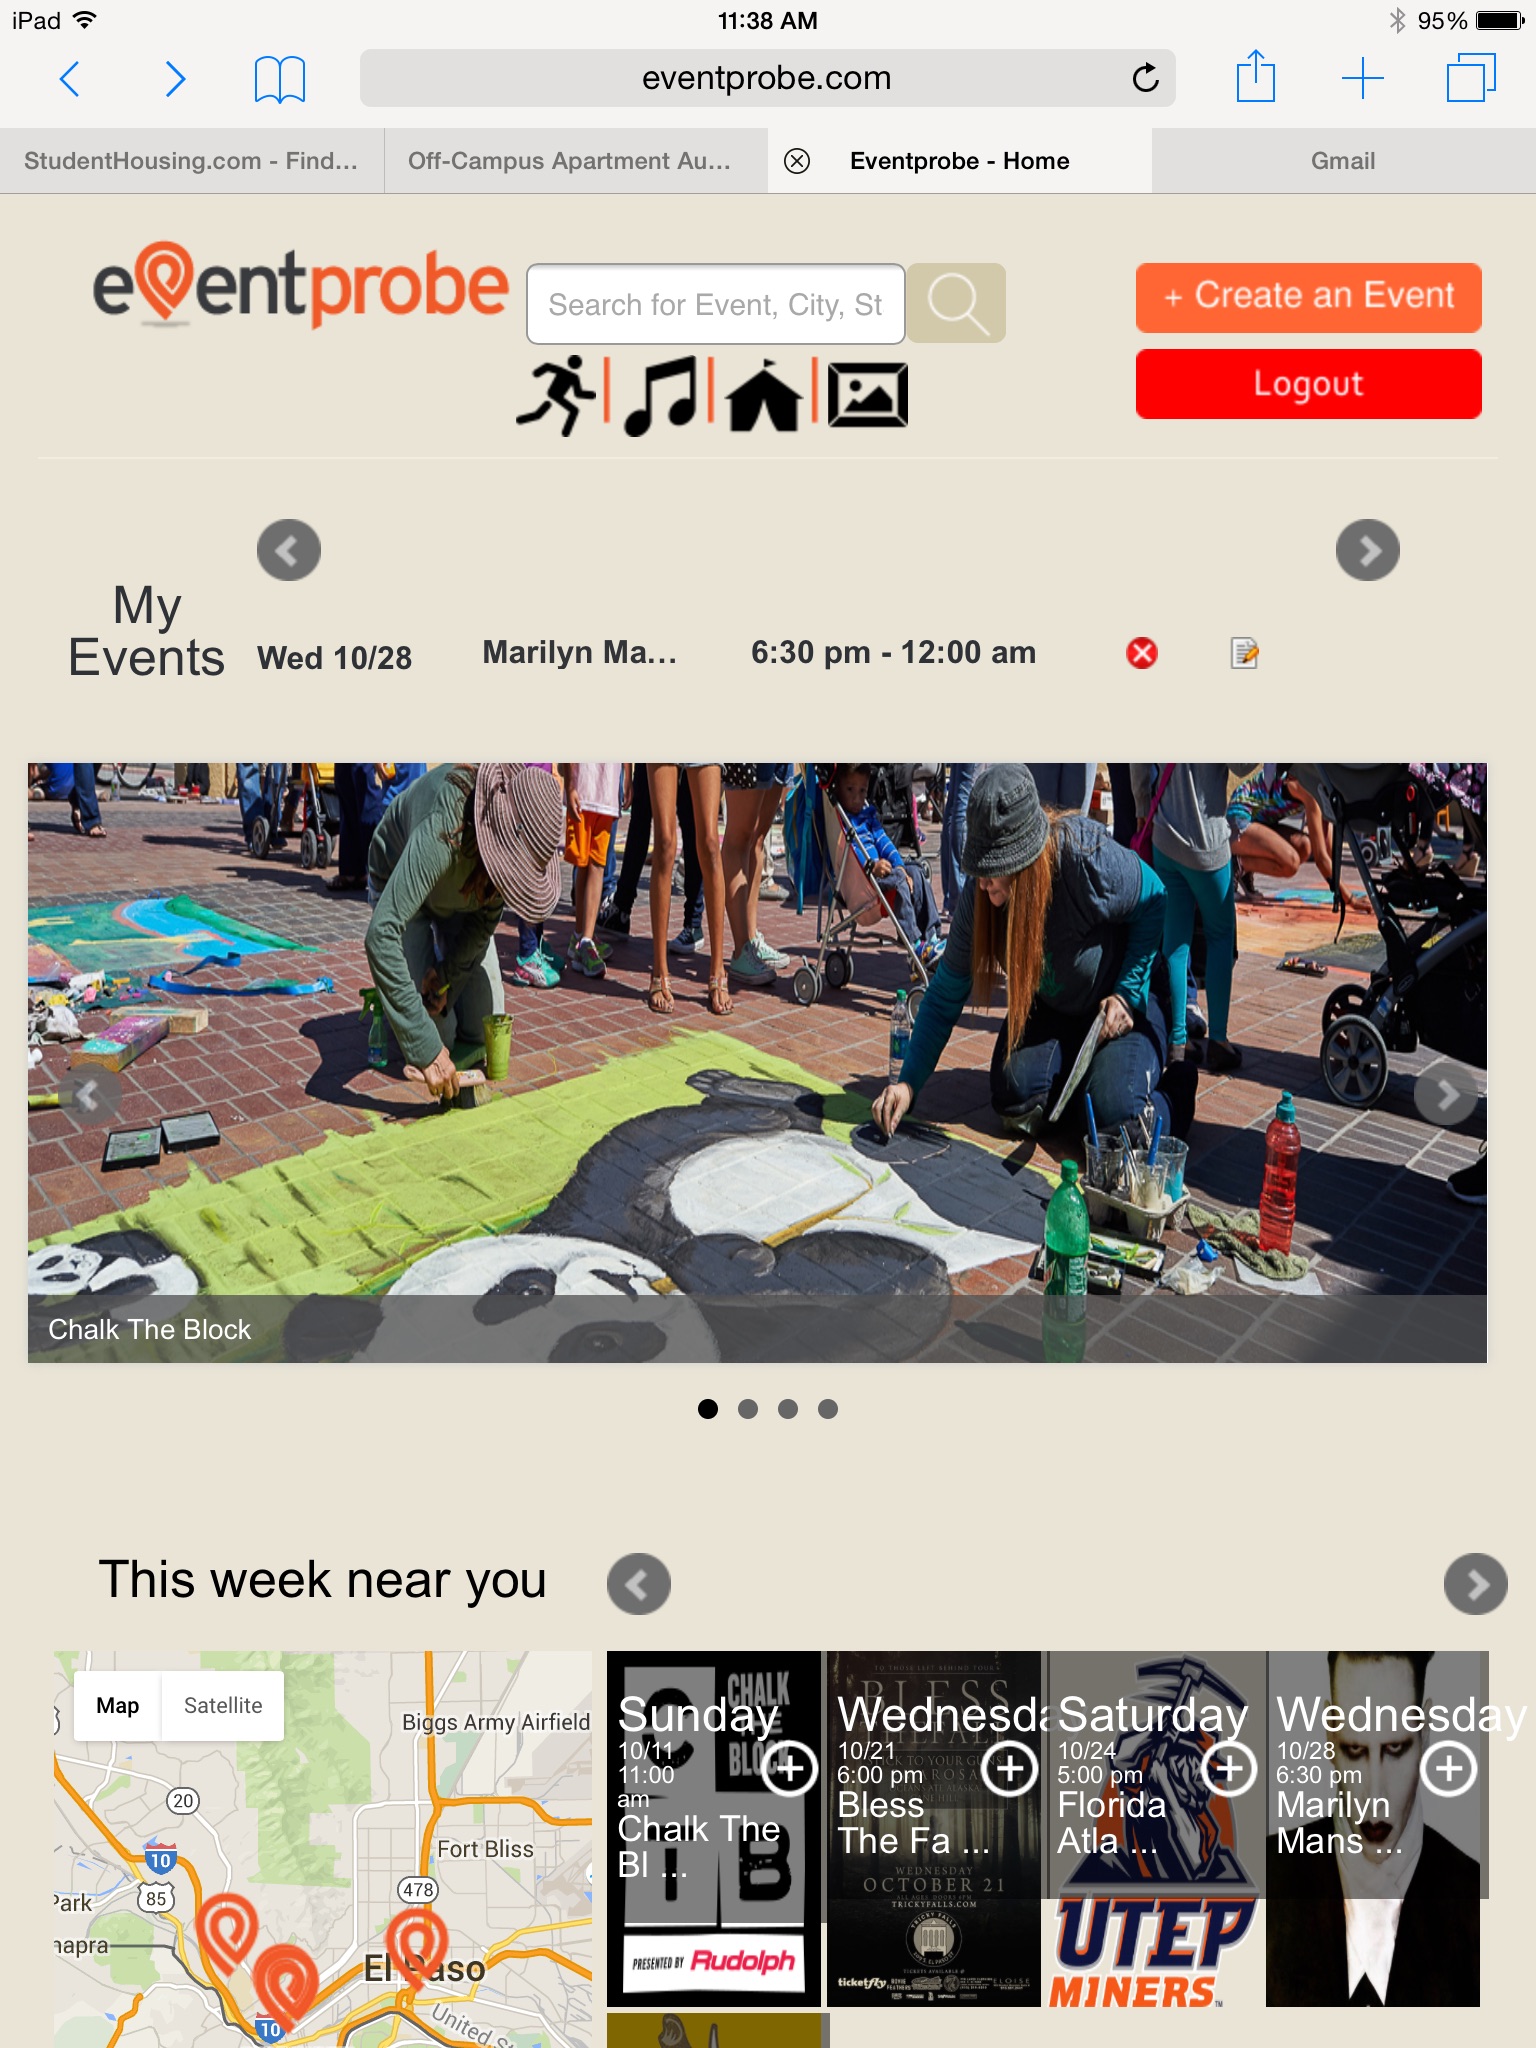 iPad 11:38 AM 95%
eventprobe.com
StudentHousing.com - Find... Off-Campus Apartment Au... Eventprobe - Home Gmail
eventprobe
Search for Event, City, St
+ Create an Event
Logout
My
Events
Wed 10/28 Marilyn Ma... 6:30 pm - 12:00 am
Chalk The Block
This week near you
Map Satellite
Biggs Army Airfield
20
Fort Bliss
10
85
478
Park
El Paso
10
United S
Sunday
10/11
11:00
am
Chalk The
Bl ...
CHALK
THE
BLOCK
PRESENTED BY Rudolph
Wednesda
10/21
6:00 pm
Bless
The Fa ...
WEDNESDAY
OCTOBER 21
TRICKYFALLS.COM
ticketfly
Saturday
10/24
5:00 pm
Florida
Atla ...
UTEP
MINERS
Wednesday
10/28
6:30 pm
Marilyn
Mans ...